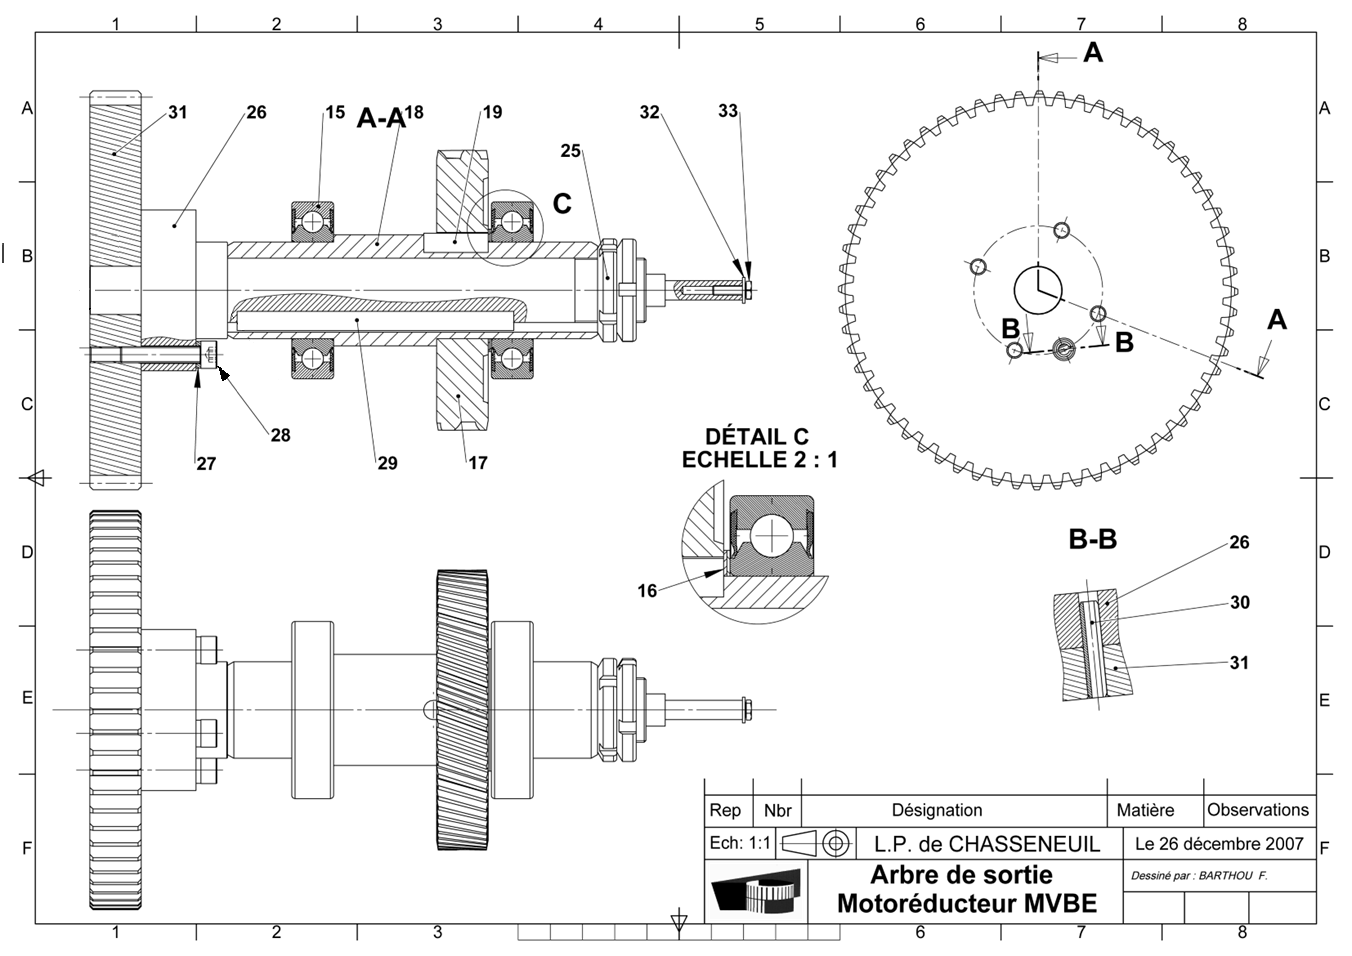 1 2 3 4 5 6 7 8
A
A
A
31 26 15 A-A 18 19 32 33
25
B
C
B
A
B
B
C
28
27 29 17
C
DÉTAIL C
ECHELLE 2 : 1
D
B-B
26
D
16
30
31
E
E
Rep Nbr Désignation Matière Observations
F
Ech: 1:1 L.P. de CHASSENEUIL Le 26 décembre 2007
F
Arbre de sortie
Dessiné par : BARTHOU F.
Motoréducteur MVBE
1 2 3 6 7 8